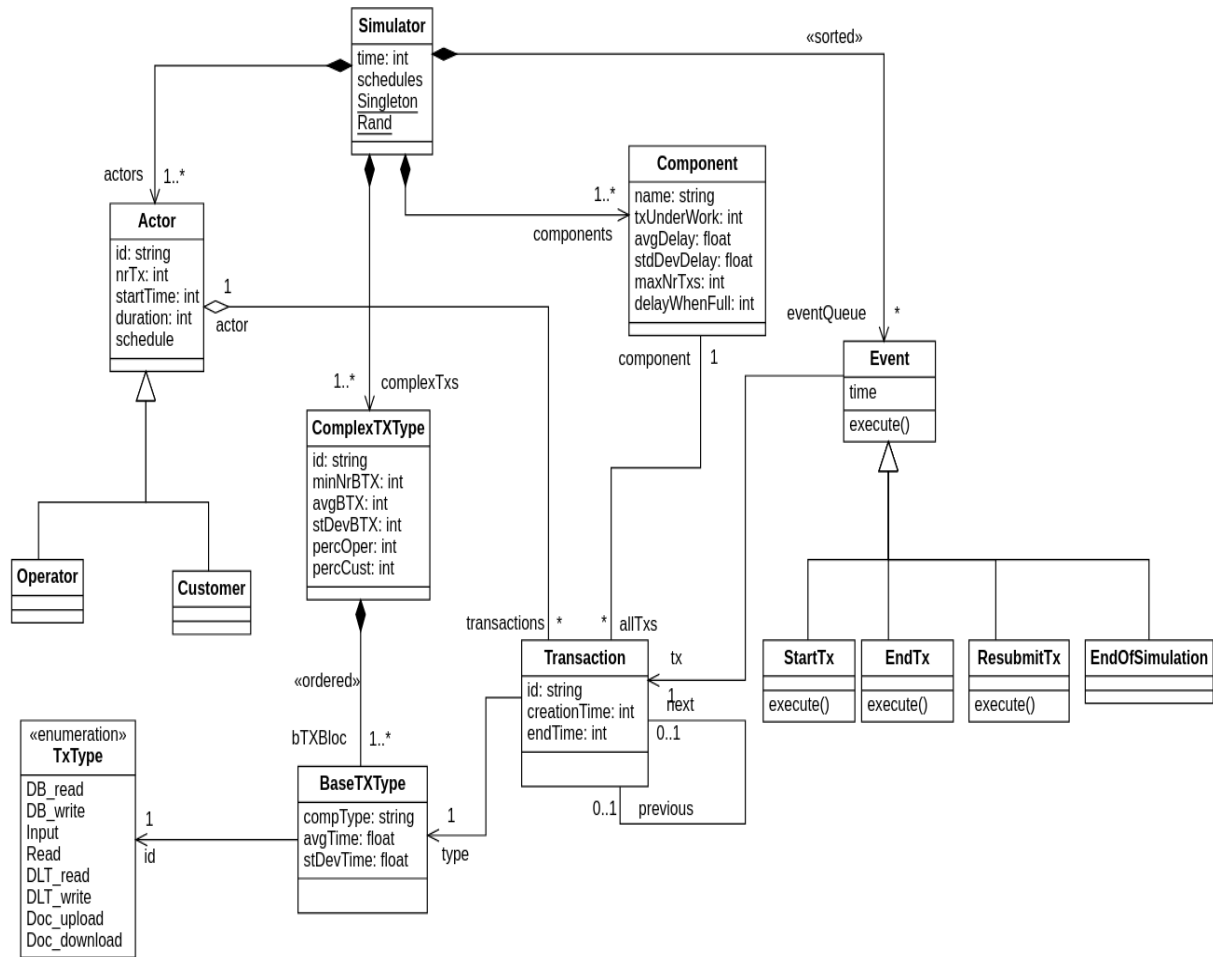 Simulator
time: int
schedules
Singleton
Rand
«sorted»
actors 1..*
Actor
id: string
nrTx: int
startTime: int
duration: int
schedule
1
actor
Component
name: string
txUnderWork: int
avgDelay: float
stdDevDelay: float
maxNrTxs: int
delayWhenFull: int
1..*
components
component 1
eventQueue *
Event
time
execute()
1..* complexTxs
ComplexTXType
id: string
minNrBTX: int
avgBTX: int
stDevBTX: int
percOper: int
percCust: int
Operator
Customer
transactions *
* allTxs
Transaction
id: string
creationTime: int
endTime: int
tx
1
next
0..1
0..1 previous
StartTx
execute()
EndTx
execute()
ResubmitTx
execute()
EndOfSimulation
«ordered»
bTXBloc 1..*
BaseTXType
compType: string
avgTime: float
stDevTime: float
1
type
1
id
«enumeration»
TxType
DB_read
DB_write
Input
Read
DLT_read
DLT_write
Doc_upload
Doc_download